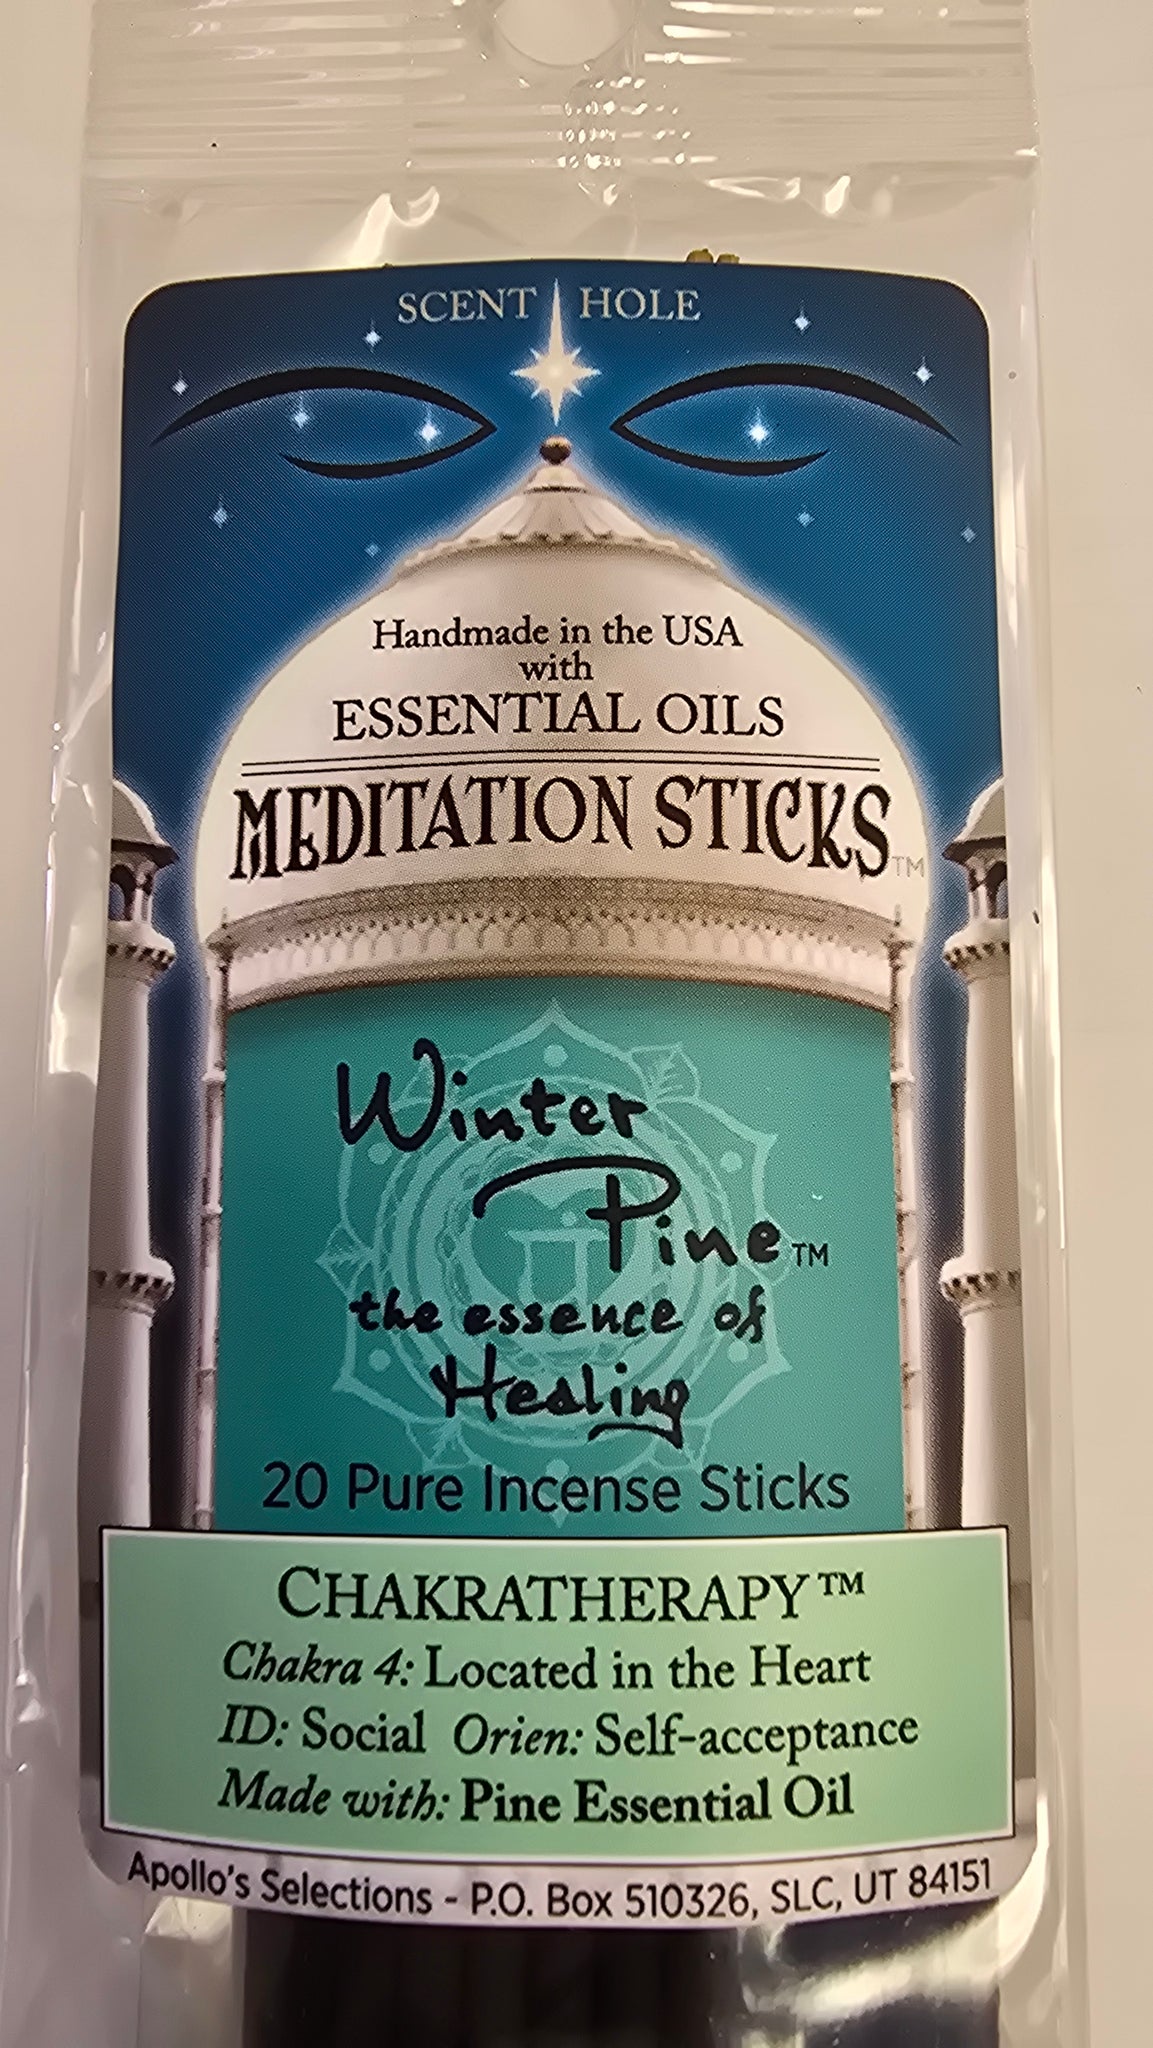 SCENT HOLE
Handmade in the USA
with
ESSENTIAL OILS
MEDITATION STICKS™
Winter
Pine™
the essence of
Healing
20 Pure Incense Sticks
CHAKRATHERAPY™
Chakra 4: Located in the Heart
ID: Social Orien: Self-acceptance
Made with: Pine Essential Oil
Apollo's Selections - P.O. Box 510326, SLC, UT 84151